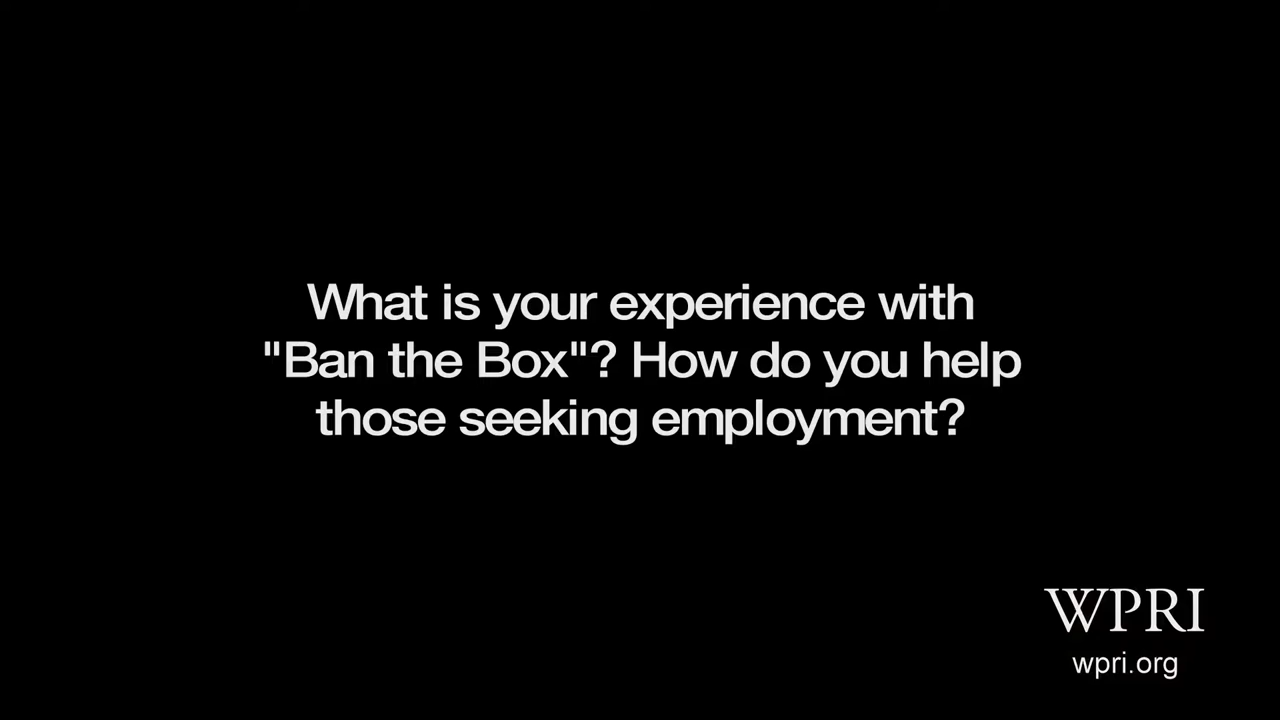 What is your experience with
"Ban the Box"? How do you help
those seeking employment?
WPRI
wpri.org